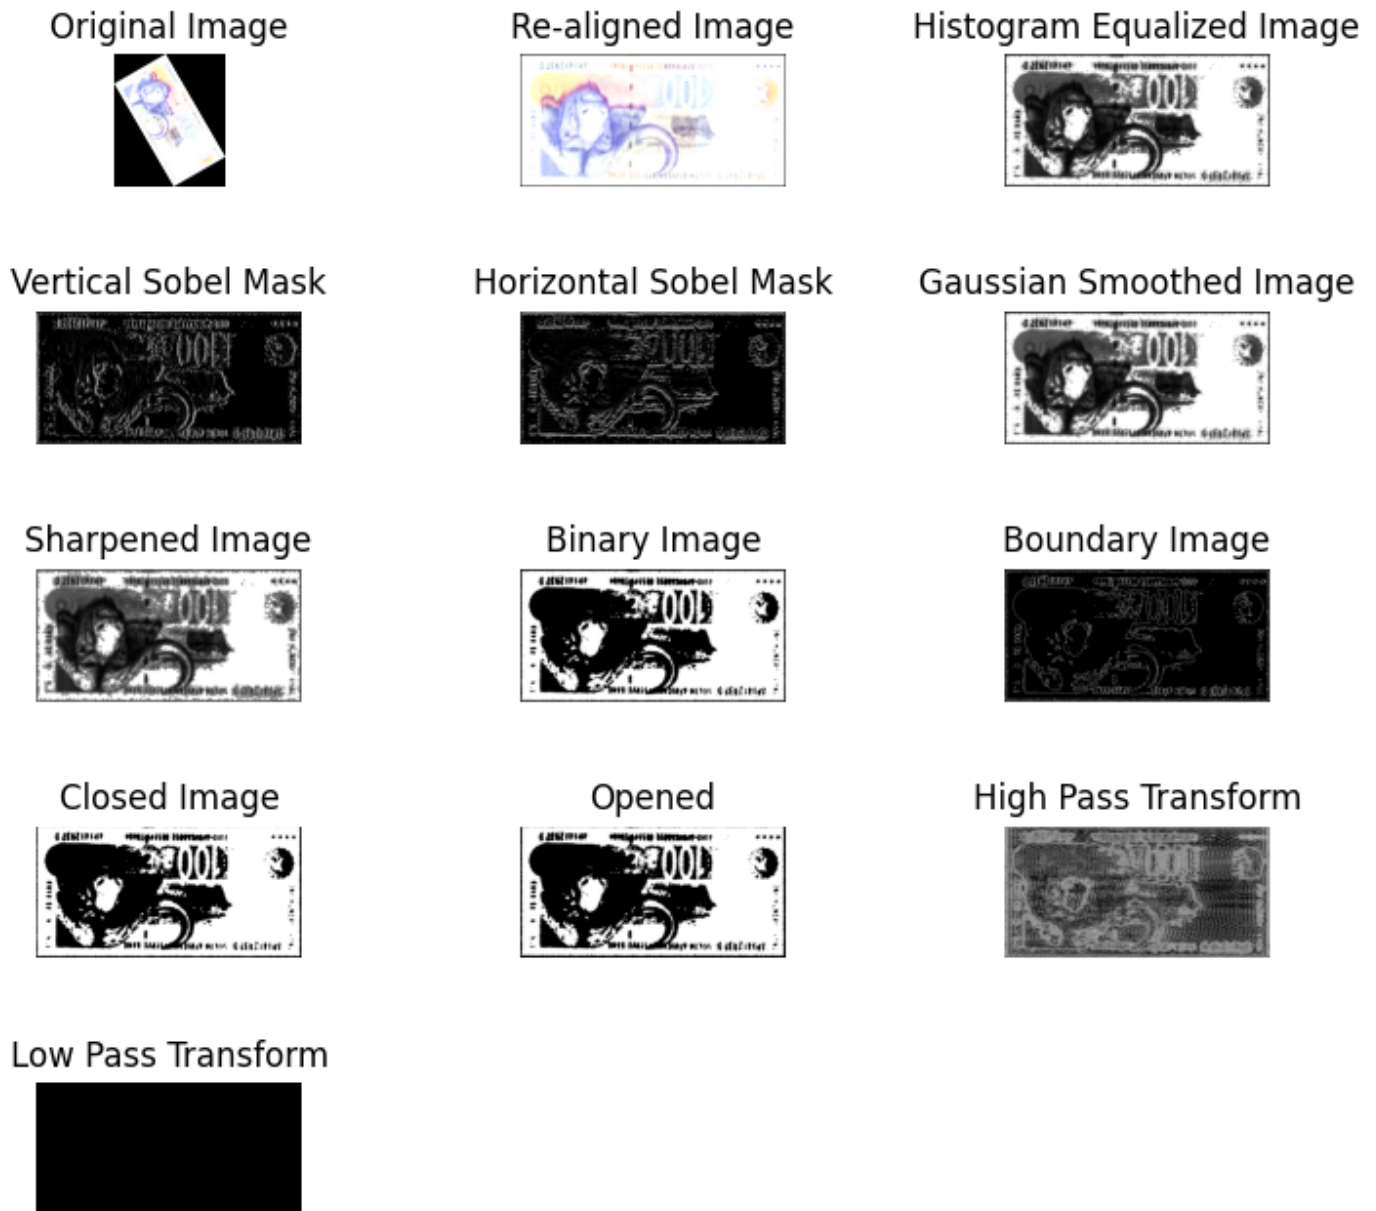 Original Image
Re-aligned Image
Histogram Equalized Image
Vertical Sobel Mask
Horizontal Sobel Mask
Gaussian Smoothed Image
Sharpened Image
Binary Image
Boundary Image
Closed Image
Opened
High Pass Transform
Low Pass Transform